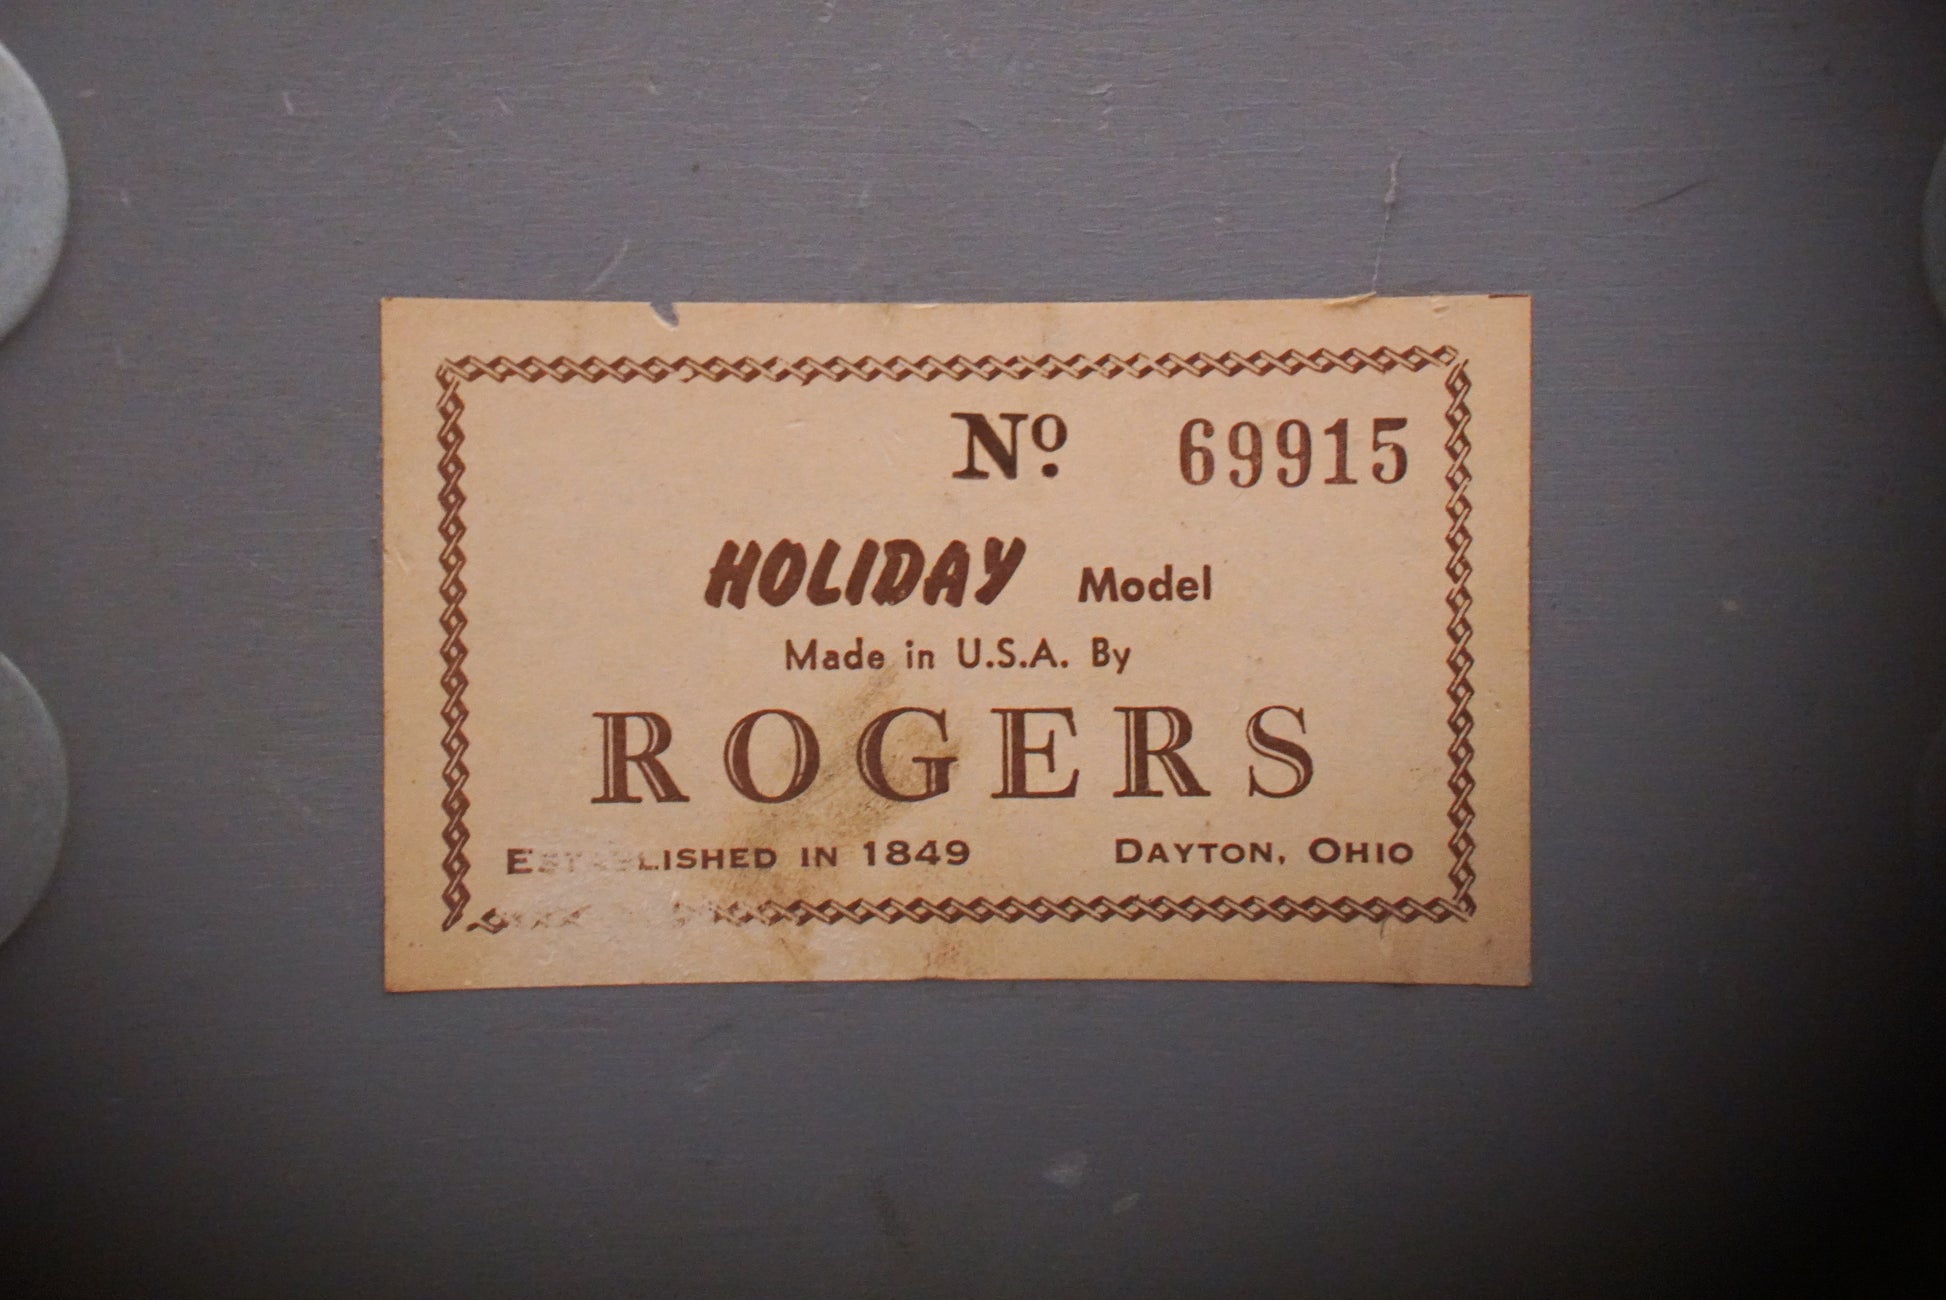 Nº 69915
HOLIDAY Model
Made in U.S.A. By
ROGERS
ESTABLISHED IN 1849 DAYTON, OHIO